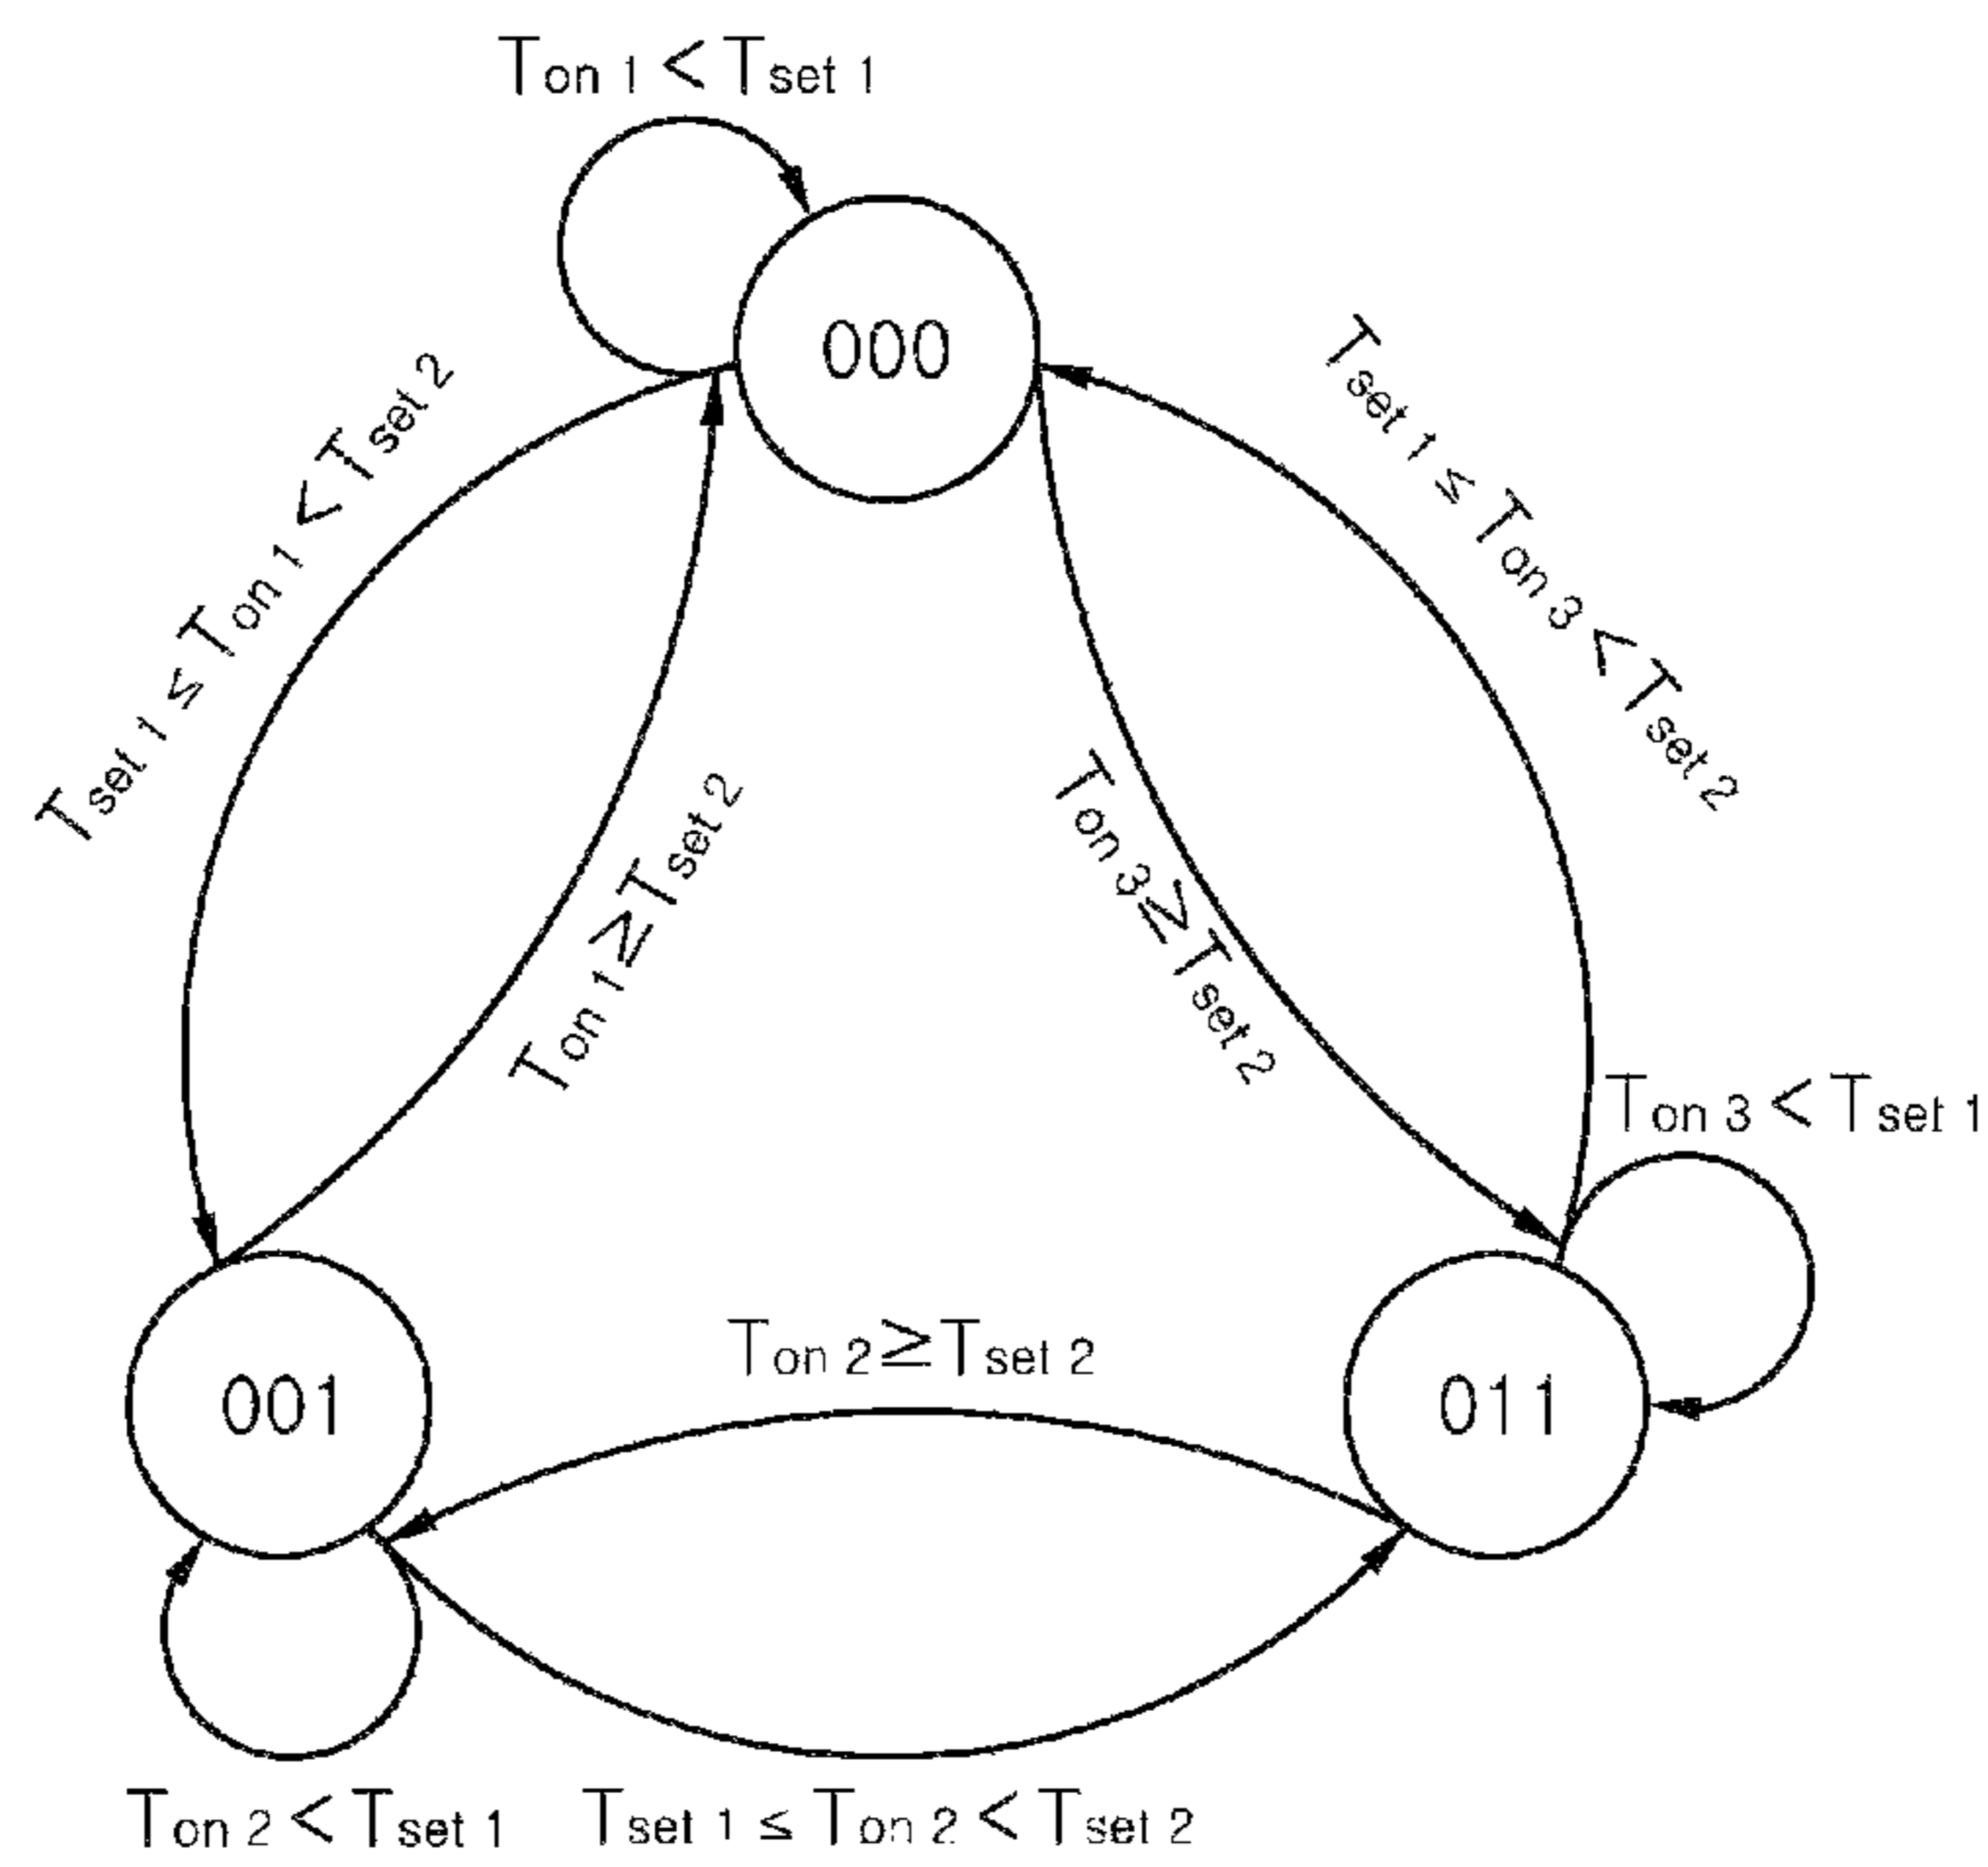 Ton 1 < Tset 1
000
Tset 1 ≤ Ton 1 < Tset 2
Tset 1 ≤ Ton 3 < Tset 2
Ton 1 ≥ Tset 2
Ton 3 ≥ Tset 2
Ton 3 < Tset 1
001
Ton 2 ≥ Tset 2
011
Ton 2 < Tset 1
Tset 1 ≤ Ton 2 < Tset 2